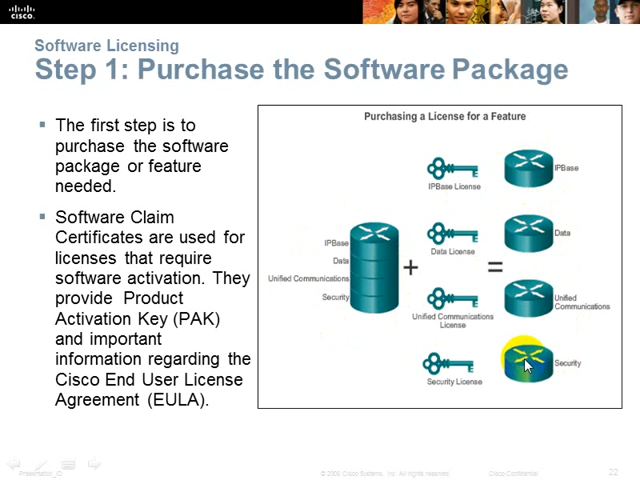 CISCO
Software Licensing
Step 1: Purchase the Software Package
The first step is to
purchase the software
package or feature
needed.
Software Claim
Certificates are used for
licenses that require
software activation. They
provide Product
Activation Key (PAK)
and important
information regarding the
Cisco End User License
Agreement (EULA).
Purchasing a License for a Feature
IPBase
Data
Unified Communications
Security
+
IPBase License
Data License
Unified Communications
License
Security License
=
IPBase
Data
Unified
Communications
Security
Presentation_ID
© 2008 Cisco Systems, Inc. All rights reserved.
Cisco Confidential
22